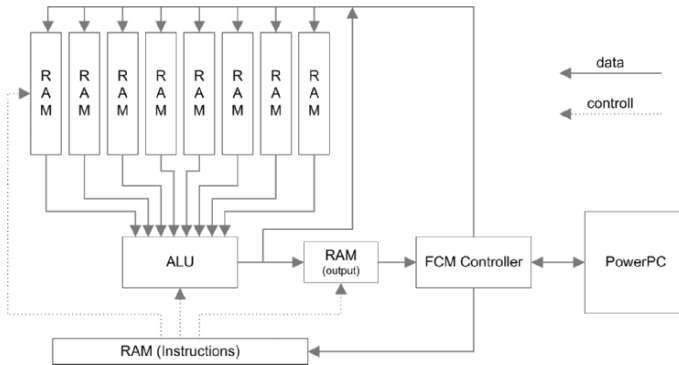 R
A
M
R
A
M
R
A
M
R
A
M
R
A
M
R
A
M
R
A
M
R
A
M
data
controll
ALU
RAM
(output)
FCM Controller
PowerPC
RAM (Instructions)